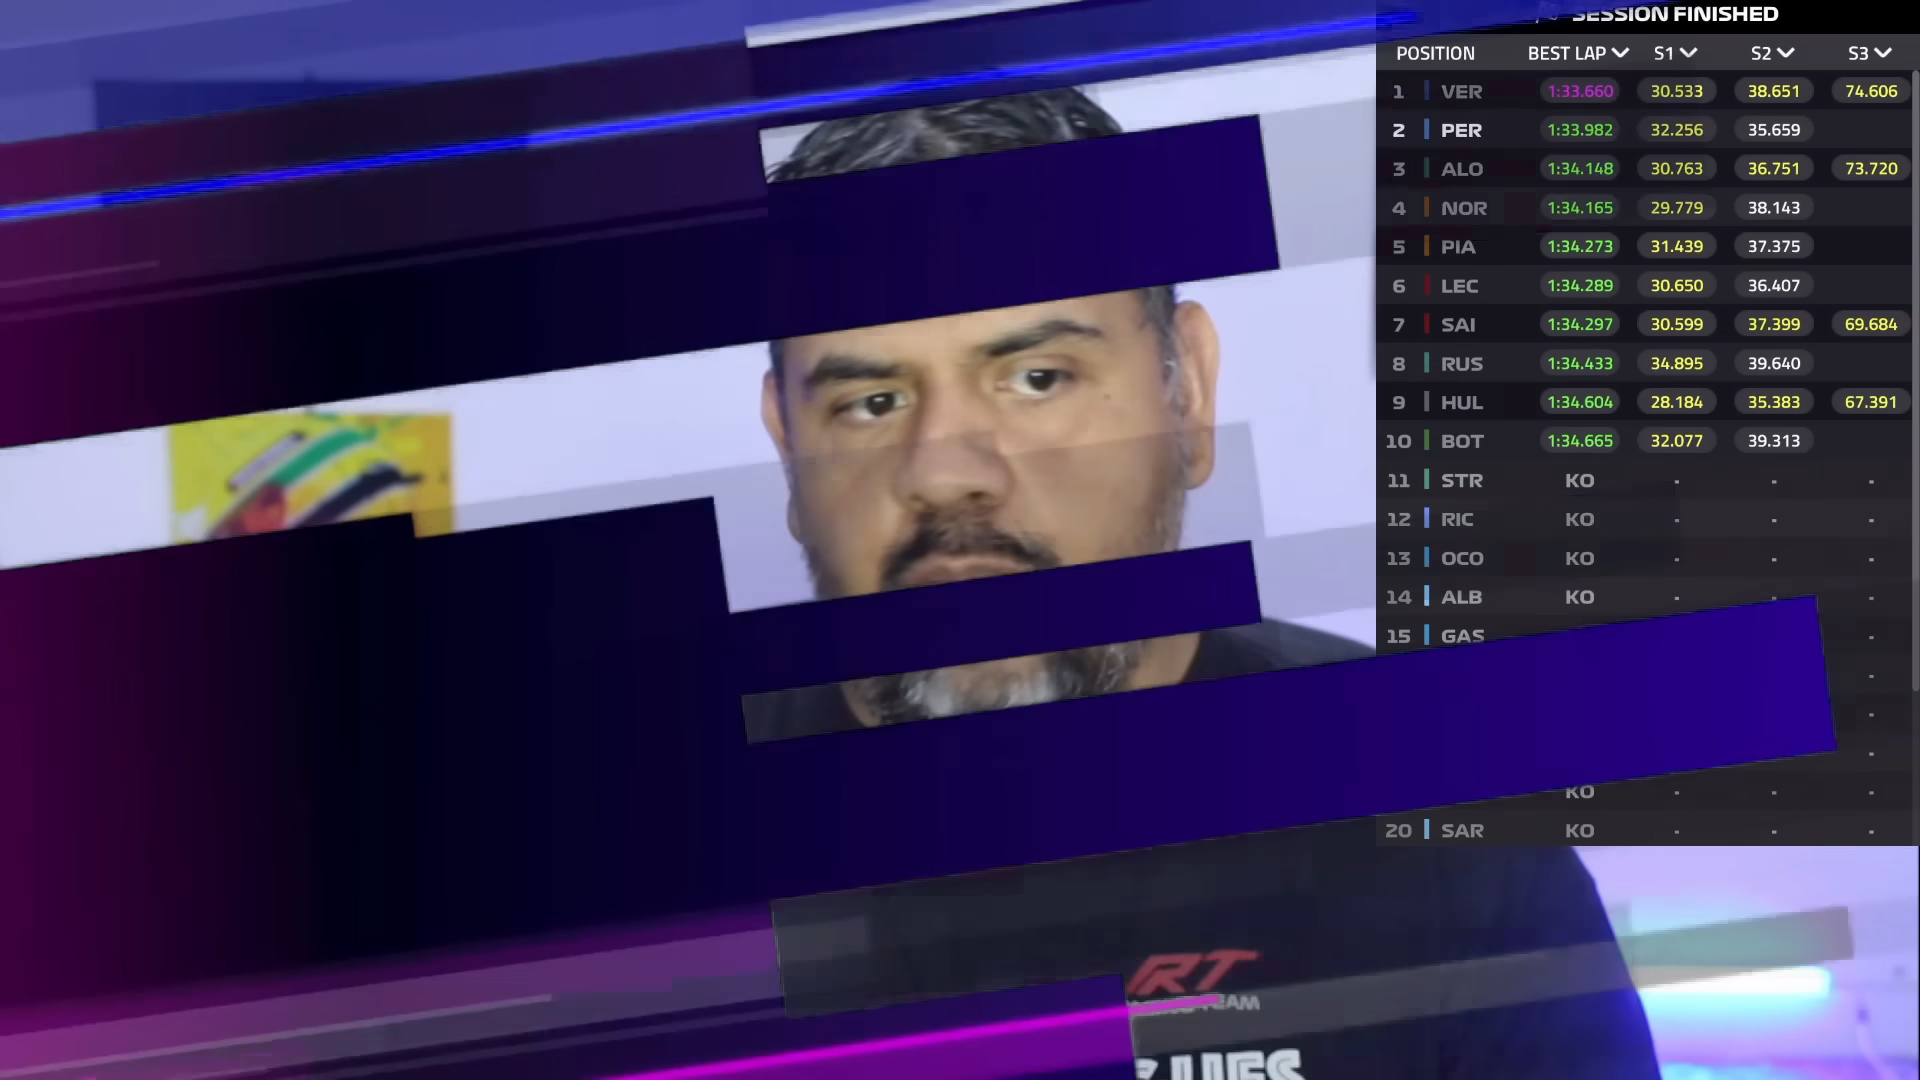 SESSION FINISHED
POSITION BEST LAP S1 S2 S3
1 VER 1:33.660 30.533 38.651 74.606
2 PER 1:33.982 32.256 35.659
3 ALO 1:34.148 30.763 36.751 73.720
4 NOR 1:34.165 29.779 38.143
5 PIA 1:34.273 31.439 37.375
6 LEC 1:34.289 30.650 36.407
7 SAI 1:34.297 30.599 37.399 69.684
8 RUS 1:34.433 34.895 39.640
9 HUL 1:34.604 28.184 35.383 67.391
10 BOT 1:34.665 32.077 39.313
11 STR KO - - -
12 RIC KO - - -
13 OCO KO - - -
14 ALB KO - - -
15 GAS -
-
-
-
KO - - -
20 SAR KO - - -
RT